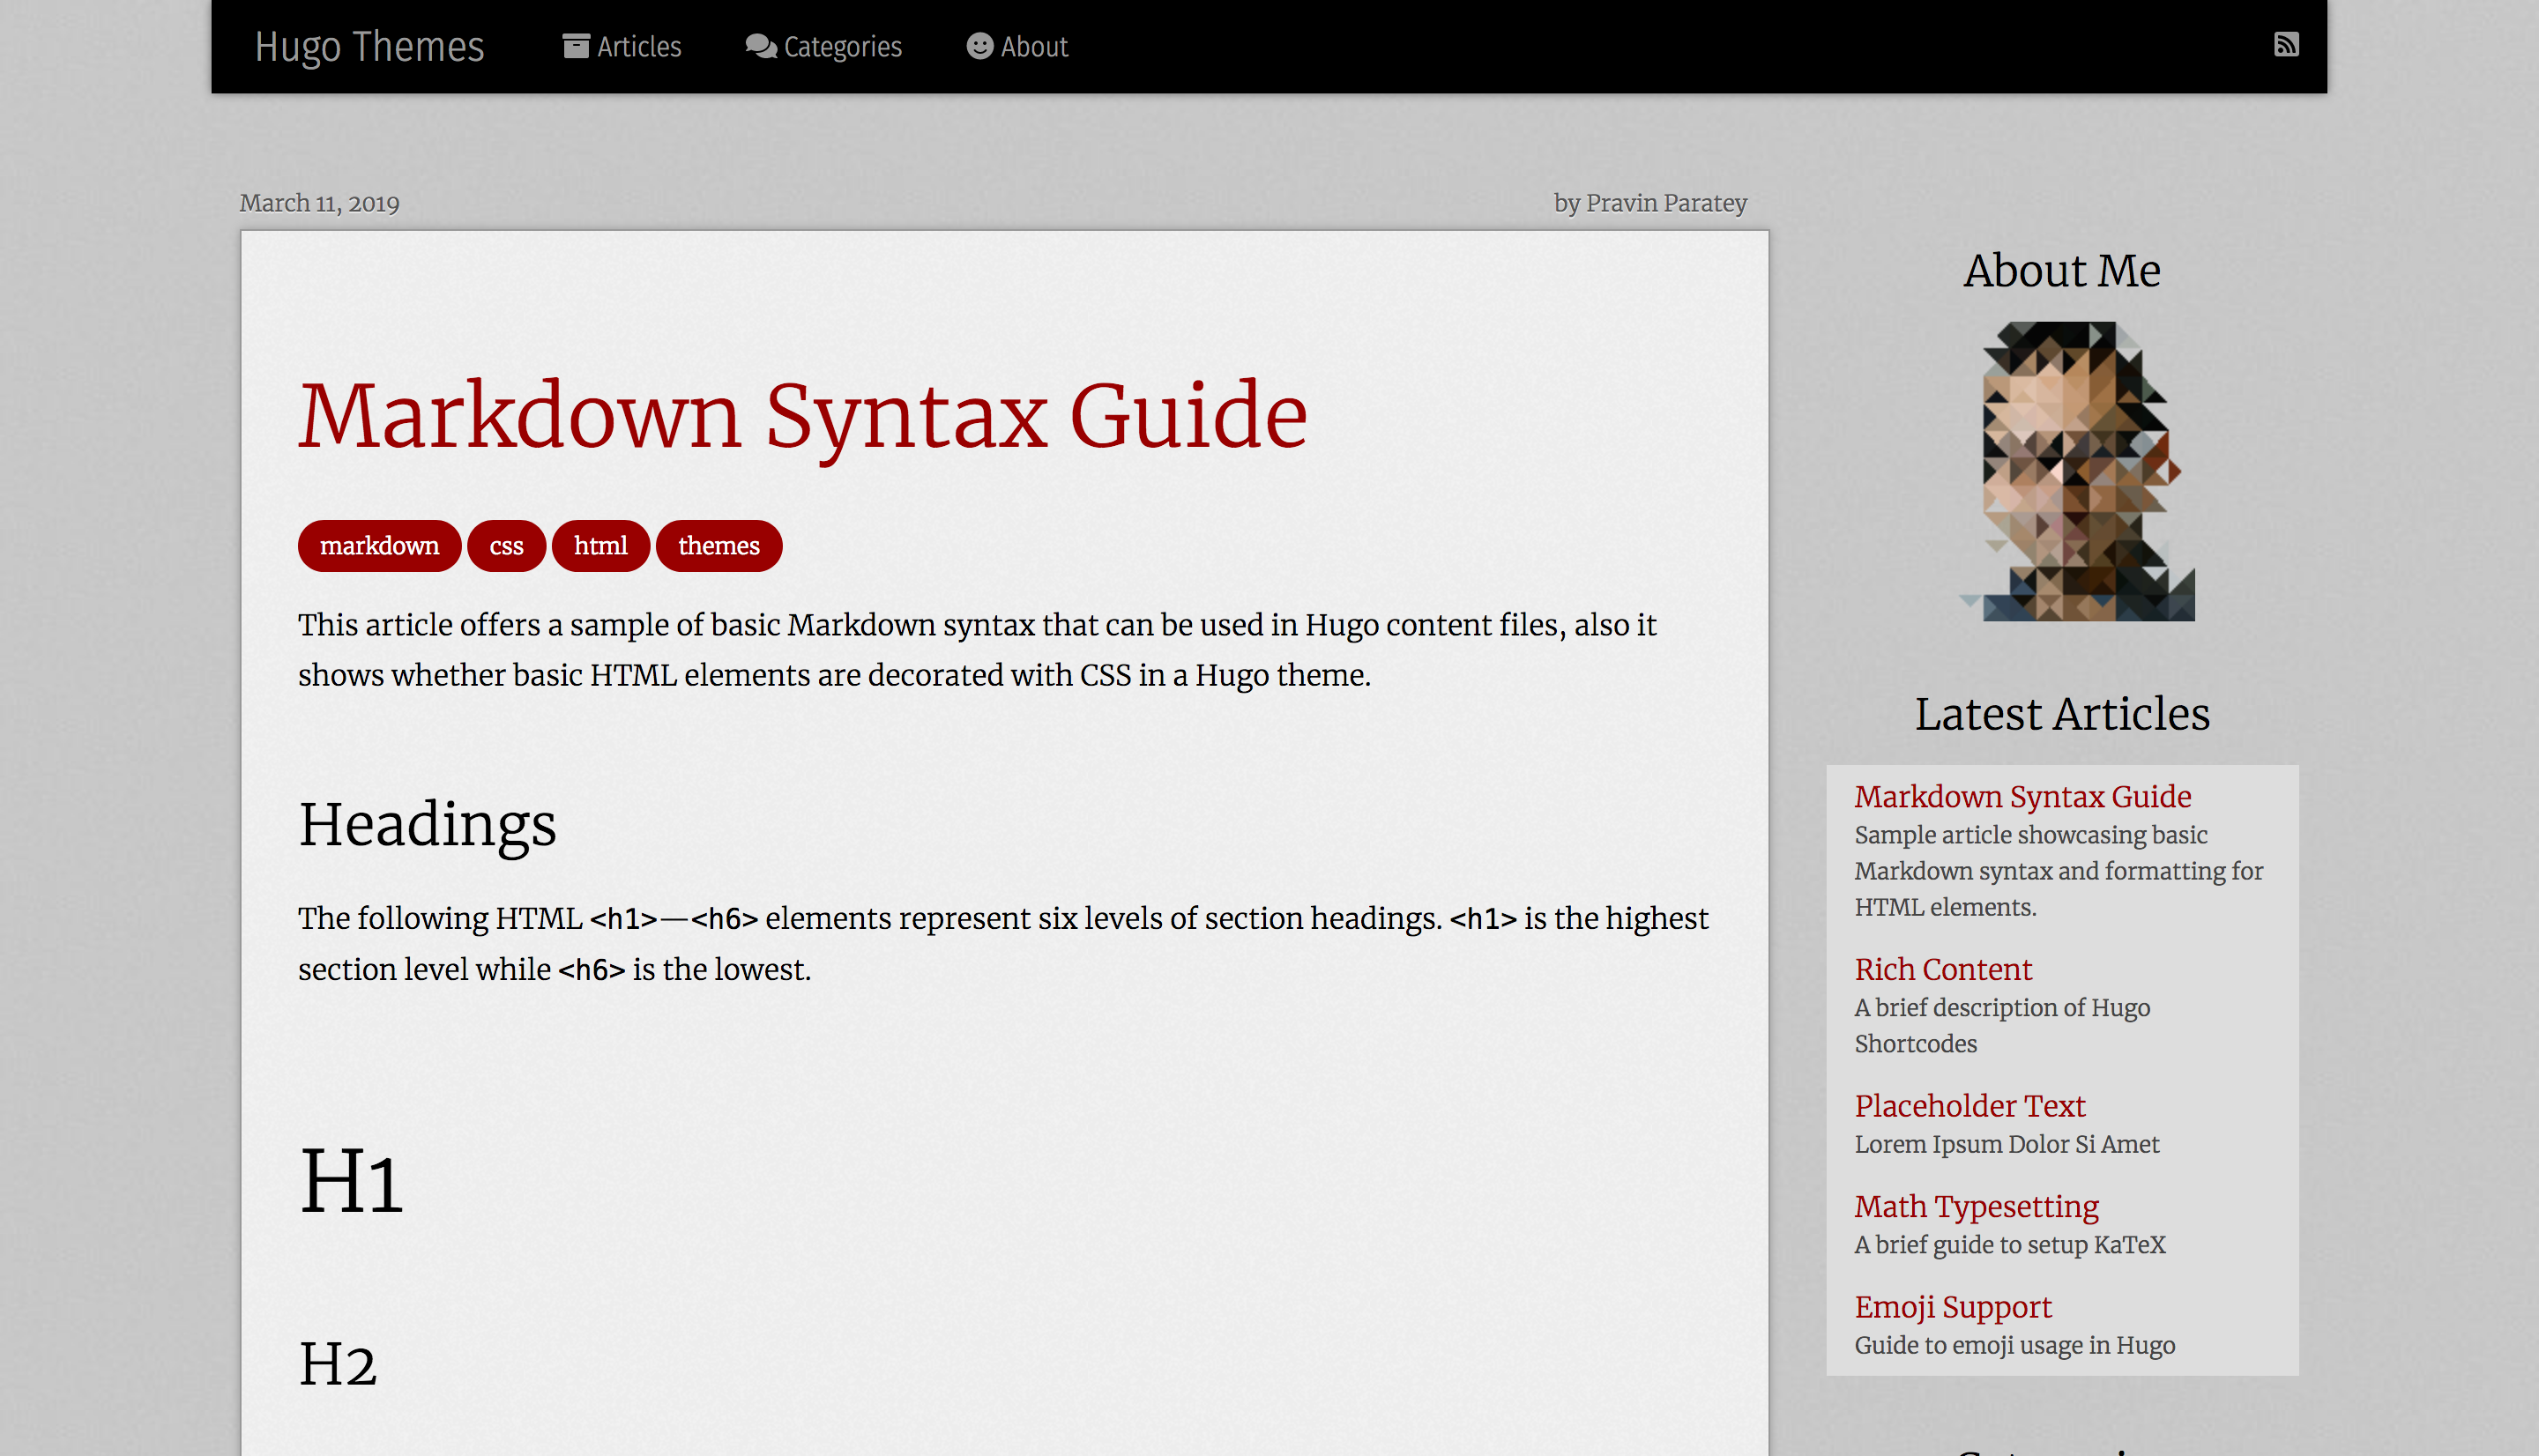 Hugo Themes
Articles
Categories
About
March 11, 2019
by Pravin Paratey
Markdown Syntax Guide
markdown
css
html
themes
This article offers a sample of basic Markdown syntax that can be used in Hugo content files, also it
shows whether basic HTML elements are decorated with CSS in a Hugo theme.
Headings
The following HTML <h1>—<h6> elements represent six levels of section headings. <h1> is the highest
section level while <h6> is the lowest.
H1
H2
About Me
Latest Articles
Markdown Syntax Guide
Sample article showcasing basic
Markdown syntax and formatting for
HTML elements.
Rich Content
A brief description of Hugo
Shortcodes
Placeholder Text
Lorem Ipsum Dolor Si Amet
Math Typesetting
A brief guide to setup KaTeX
Emoji Support
Guide to emoji usage in Hugo